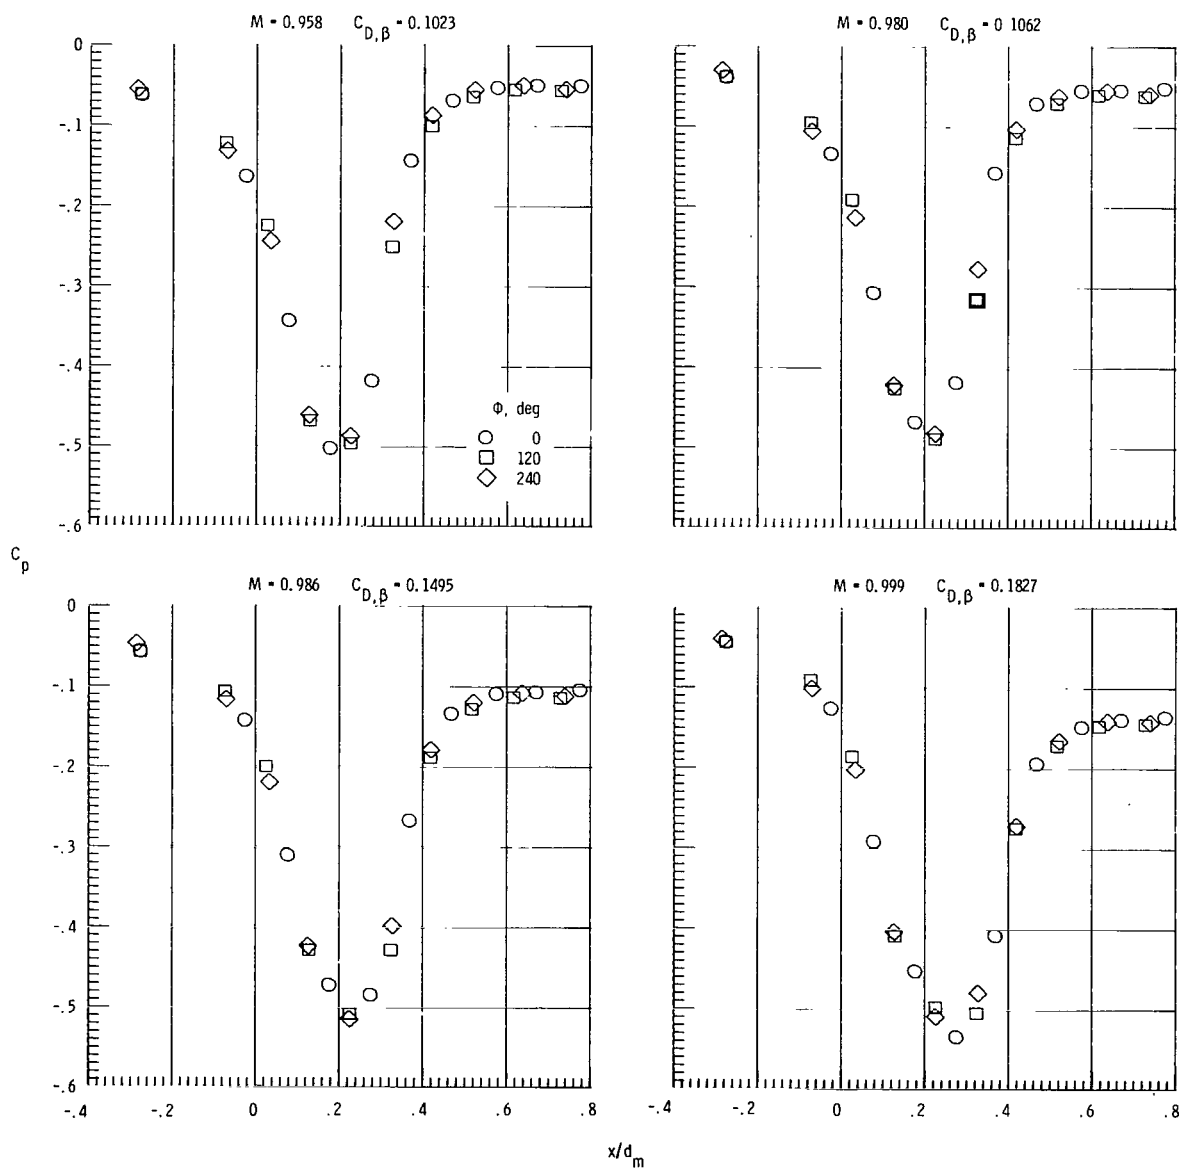 M = 0.958 C_D,β = 0.1023
M = 0.980 C_D,β = 0 1062
0
-.1
-.2
-.3
-.4
-.5
-.6
Φ, deg
0
120
240
C_p
M = 0.986 C_D,β = 0.1495
M = 0.999 C_D,β = 0.1827
0
-.1
-.2
-.3
-.4
-.5
-.6
-.4 -.2 0 .2 .4 .6 .8
-.4 -.2 0 .2 .4 .6 .8
x/d_m